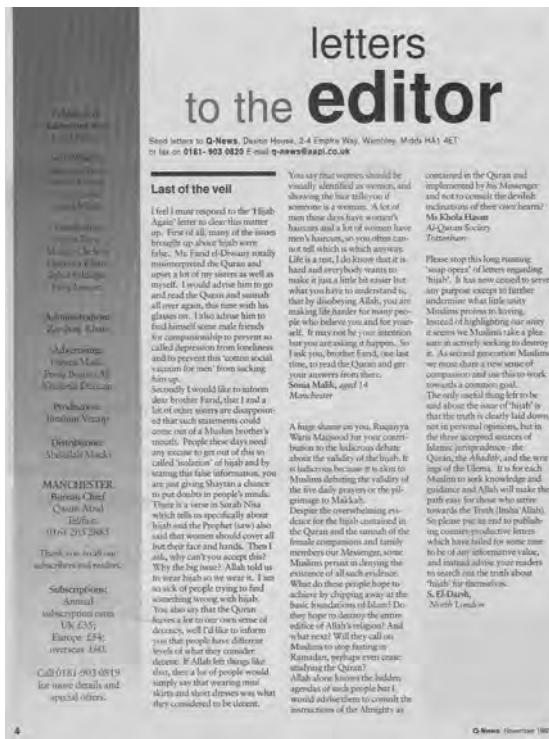 letters
to the editor
Send letters to Q-News, Dexion House, 2-4 Empire Way, Wembley, Middx HA1 4ET
or fax on 0181- 903 0820 E-mail q-news@aapi.co.uk
Administration:
Advertising:
Production:
Distribution:
Abdallah
MANCHESTER
Bureau Chief
Tel/fax:
Thank you to all our
subscribers and readers.
Subscriptions:
Annual
subscription rates
UK £35;
Europe £54;
overseas £60.
Call 0181-903 0819
for more details and
special offers.
Last of the veil
I feel I must respond to the 'Hijab
Again' letter to clear this matter
up. First of all, many of the issues
brought up about hijab were
false. Mr. Farid el-Diwany totally
misinterpreted the Quran and
upset a lot of my sisters as well as
myself. I would advise him to go
and read the Quran and sunnah
all over again, this time with his
glasses on. I also advise him to
find himself some male friends
for companionship to prevent so
called depression from loneliness
and to prevent this 'cotton social
vacuum for men' from sucking
him up.
Secondly I would like to inform
dear brother Farid, that I and a
lot of other sisters are disappoint-
ed that such statements could
come out of a Muslim brother's
mouth. People these days need
any excuse to get out of this so
called 'isolation' of hijab and by
stating this false information, you
are just giving Shaytan a chance
to put doubts in people's minds.
There is a verse in Surah Nisa
which tells us specifically about
hijab and the Prophet (saw) also
said that women should cover all
but their face and hands. Then I
ask, why can't you accept this?
Why the big issue? Allah told us
to wear hijab so we wear it. I am
so sick of people trying to find
something wrong with hijab.
You also say that the Quran
leaves a lot to our own sense of
decency, well I'd like to inform
you that people have different
levels of what they consider
decent. If Allah left things like
that, then a lot of people would
simply say that wearing mini
skirts and short dresses was what
they considered to be decent.
You say that women should be
visually identified as women, and
showing the hair tells you if
someone is a woman. A lot of
men these days have women's
haircuts and a lot of women have
men's haircuts, so you often can-
not tell which is which anyway.
Life is a test, I do know that it is
hard and everybody wants to
make it just a little bit easier but
what you have to understand is,
that by disobeying Allah, you are
making life harder for many peo-
ple who believe you and for your-
self. It may not be your intention
but you are asking it happen. So
I ask you, brother Farid, one last
time, to read the Quran and get
your answers from there.
Sonia Malik, aged 14
Manchester
A huge shame on you, Ruqaiyya
Waris Maqsood for your contri-
bution to the ludicrous debate
about the validity of the hijab. It
is ludicrous because it is akin to
Muslims debating the validity of
the five daily prayers or the pil-
grimage to Makkah.
Despite the overwhelming evi-
dence for the hijab contained in
the Quran and the sunnah of the
female companions and family
members our Messenger, some
Muslims persist in denying the
existence of all such evidence.
What do these people hope to
achieve by chipping away at the
basic foundations of Islam? Do
they hope to destroy the entire
edifice of Allah's religion? And
what next? Will they call on
Muslims to stop fasting in
Ramadan, perhaps even cease
studying the Quran?
Allah alone knows the hidden
agendas of such people but I
would advise them to consult the
instructions of the Almighty as
contained in the Quran and
implemented by his Messenger
and not to consult the devilish
inclinations of their own hearts?
Ms Khola Hasan
Al-Quran Society
Tottenham
Please stop this long running
'soap opera' of letters regarding
'hijab'. It has now ceased to serve
any purpose except to further
undermine what little unity
Muslims profess to having.
Instead of highlighting our unity
it seems we Muslims take a plea-
sure in actively seeking to destroy
it. As second generation Muslims
we must share a new sense of
compassion and use this to work
towards a common goal.
The only useful thing left to be
said about the issue of 'hijab' is
that the truth is clearly laid down,
not in personal opinions, but in
the three accepted sources of
Islamic jurisprudence - the
Quran, the Ahadith, and the writ
ings of the Ulema. It is for each
Muslim to seek knowledge and
guidance and Allah will make the
path easy for those who strive
towards the Truth (Insha'Allah).
So please put an end to publish-
ing counter-productive letters
which have failed for some time
to be of any informative value,
and instead advise your readers
to search out the truth about
'hijab' for themselves.
S. El-Darsh,
North London
4
Q-News November 199